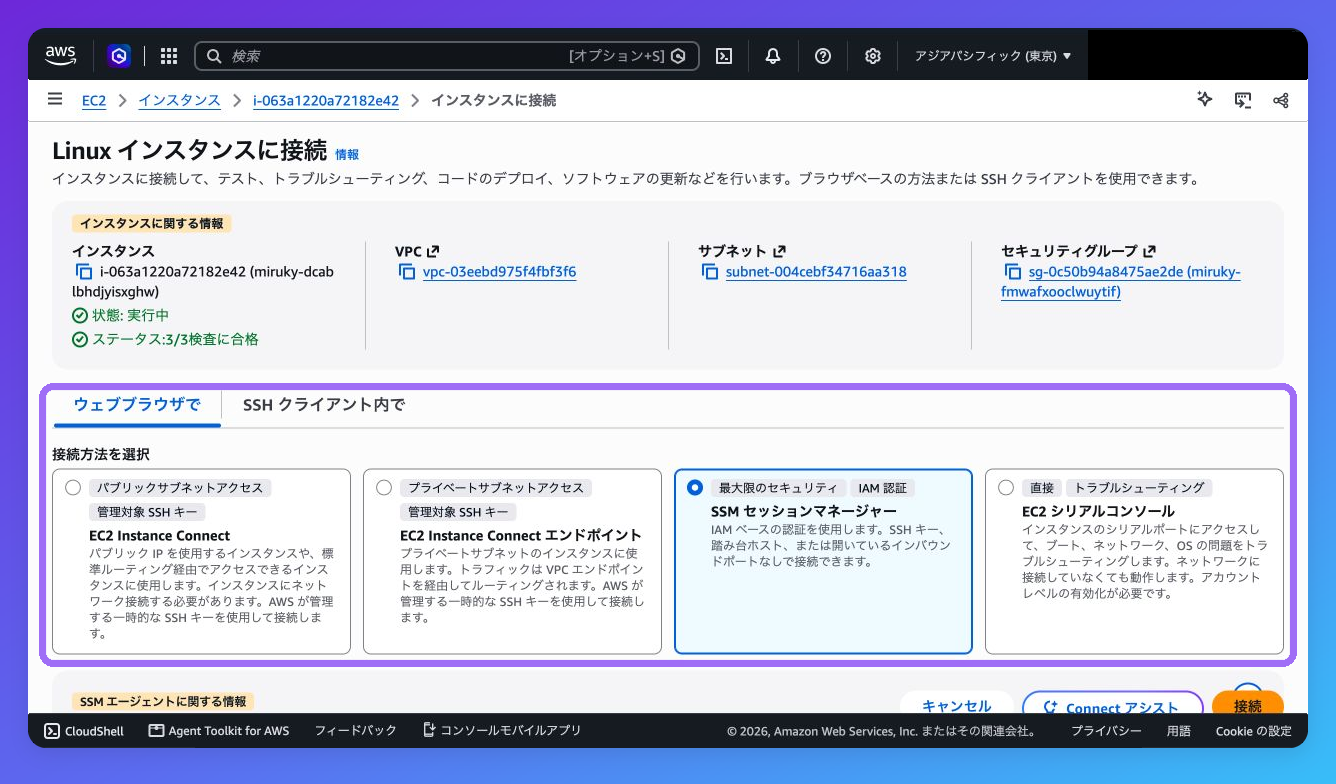 aws
検索
[オプション+S]
アジアパシフィック (東京)
EC2
インスタンス
i-063a1220a72182e42
インスタンスに接続
Linux インスタンスに接続 情報
インスタンスに接続して、テスト、トラブルシューティング、コードのデプロイ、ソフトウェアの更新などを行います。ブラウザベースの方法または SSH クライアントを使用できます。
インスタンスに関する情報
インスタンス
i-063a1220a72182e42 (miruky-dcab
lbhdjyisxghw)
状態: 実行中
ステータス:3/3検査に合格
VPC
vpc-03eebd975f4fbf3f6
サブネット
subnet-004cebf34716aa318
セキュリティグループ
sg-0c50b94a8475ae2de (miruky-
fmwafxooclwuytif)
ウェブブラウザで
SSH クライアント内で
接続方法を選択
パブリックサブネットアクセス
管理対象 SSH キー
EC2 Instance Connect
パブリック IP を使用するインスタンスや、標
準ルーティング経由でアクセスできるインス
タンスに使用します。インスタンスにネット
ワーク接続する必要があります。AWS が管理
する一時的な SSH キーを使用して接続しま
す。
プライベートサブネットアクセス
管理対象 SSH キー
EC2 Instance Connect エンドポイント
プライベートサブネットのインスタンスに使
用します。トラフィックは VPC エンドポイン
トを経由してルーティングされます。AWS が
管理する一時的な SSH キーを使用して接続し
ます。
最大限のセキュリティ
IAM 認証
SSM セッションマネージャー
IAM ベースの認証を使用します。SSH キー、
踏み台ホスト、または開いているインバウン
ドポートなしで接続できます。
直接
トラブルシューティング
EC2 シリアルコンソール
インスタンスのシリアルポートにアクセスし
て、ブート、ネットワーク、OS の問題をトラ
ブルシューティングします。ネットワークに
接続していなくても動作します。アカウント
レベルの有効化が必要です。
SSM エージェントに関する情報
キャンセル
Connect アシスト
接続
CloudShell
Agent Toolkit for AWS
フィードバック
コンソールモバイルアプリ
© 2026, Amazon Web Services, Inc. またはその関連会社。
プライバシー
用語
Cookie の設定